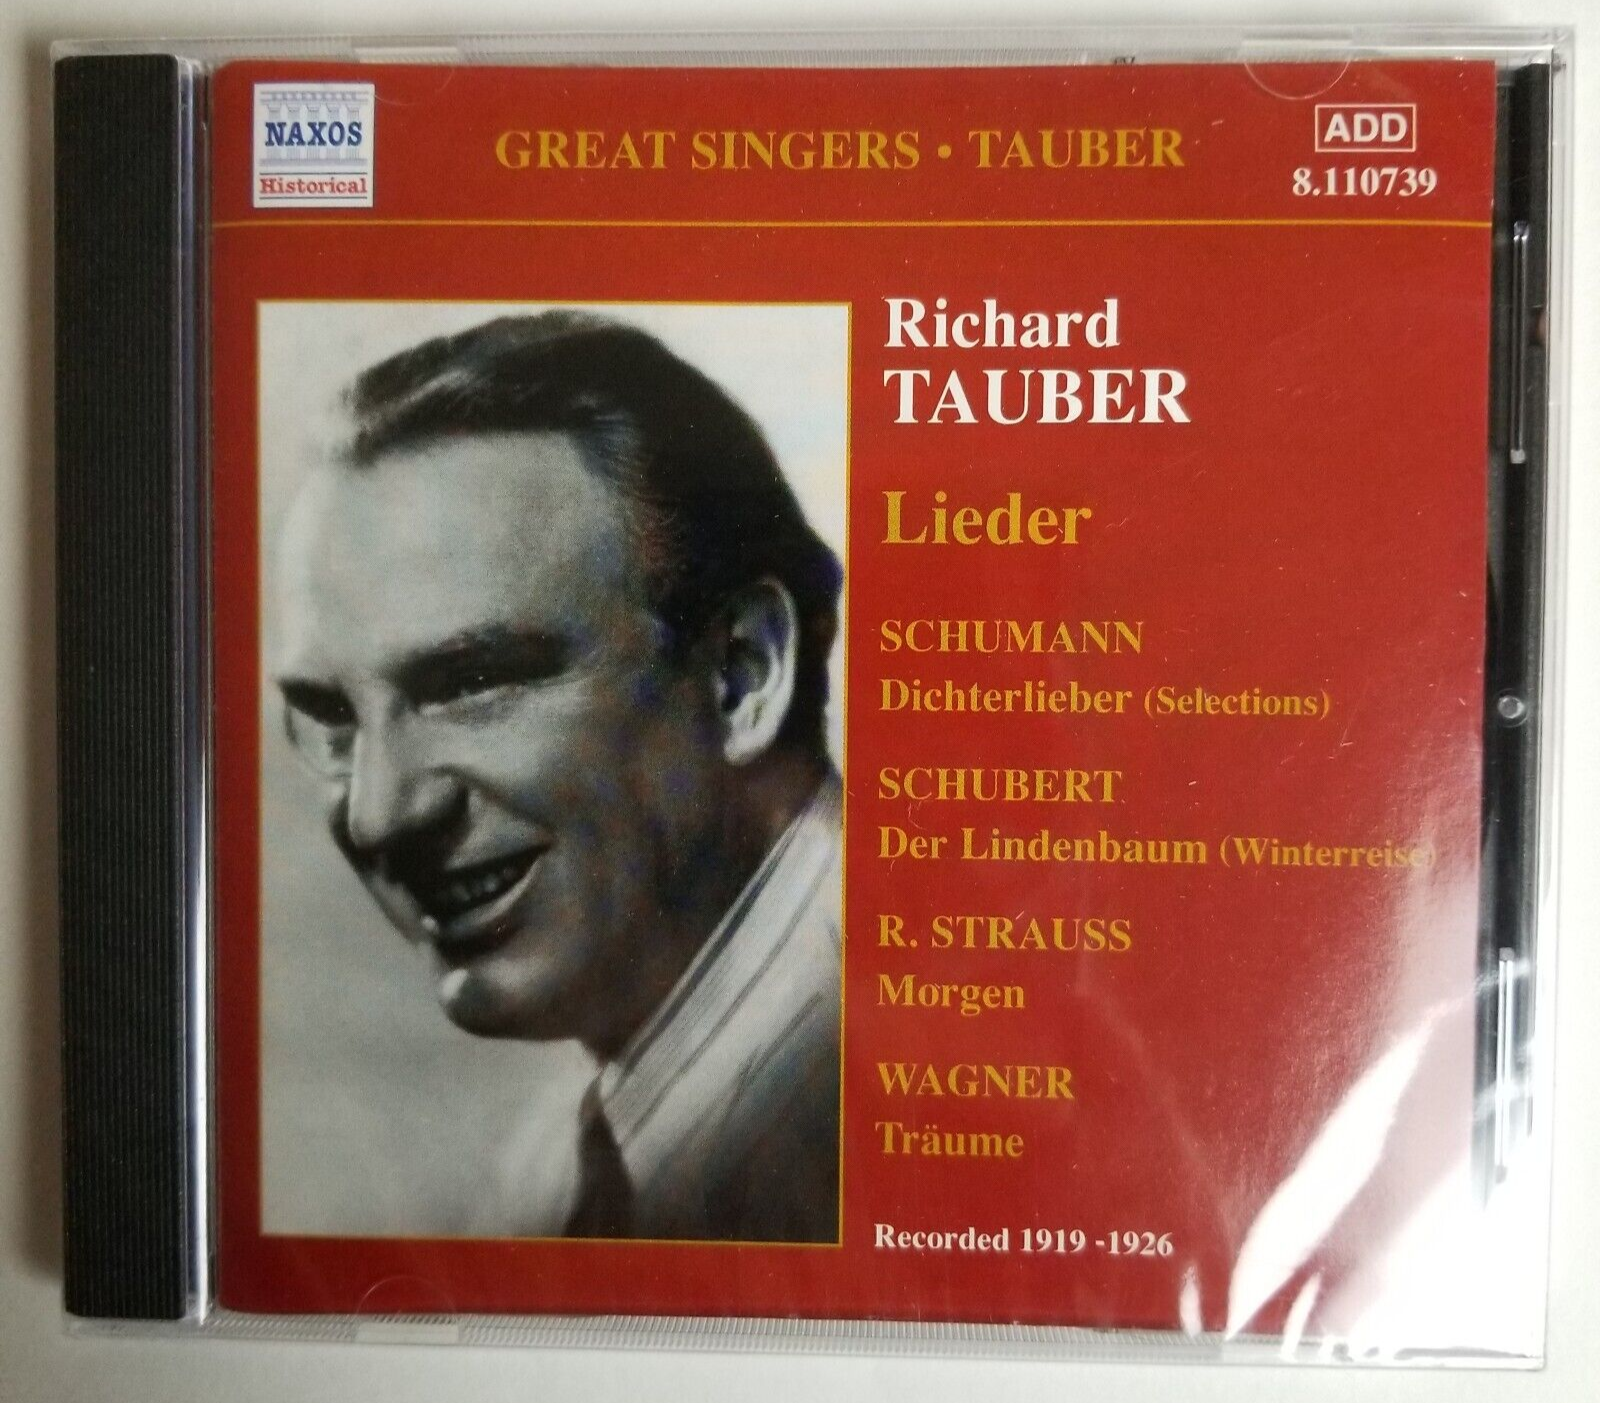 NAXOS
Historical
GREAT SINGERS • TAUBER
ADD
8.110739
Richard
TAUBER
Lieder
SCHUMANN
Dichterlieber (Selections)
SCHUBERT
Der Lindenbaum (Winterreise)
R. STRAUSS
Morgen
WAGNER
Träume
Recorded 1919 -1926